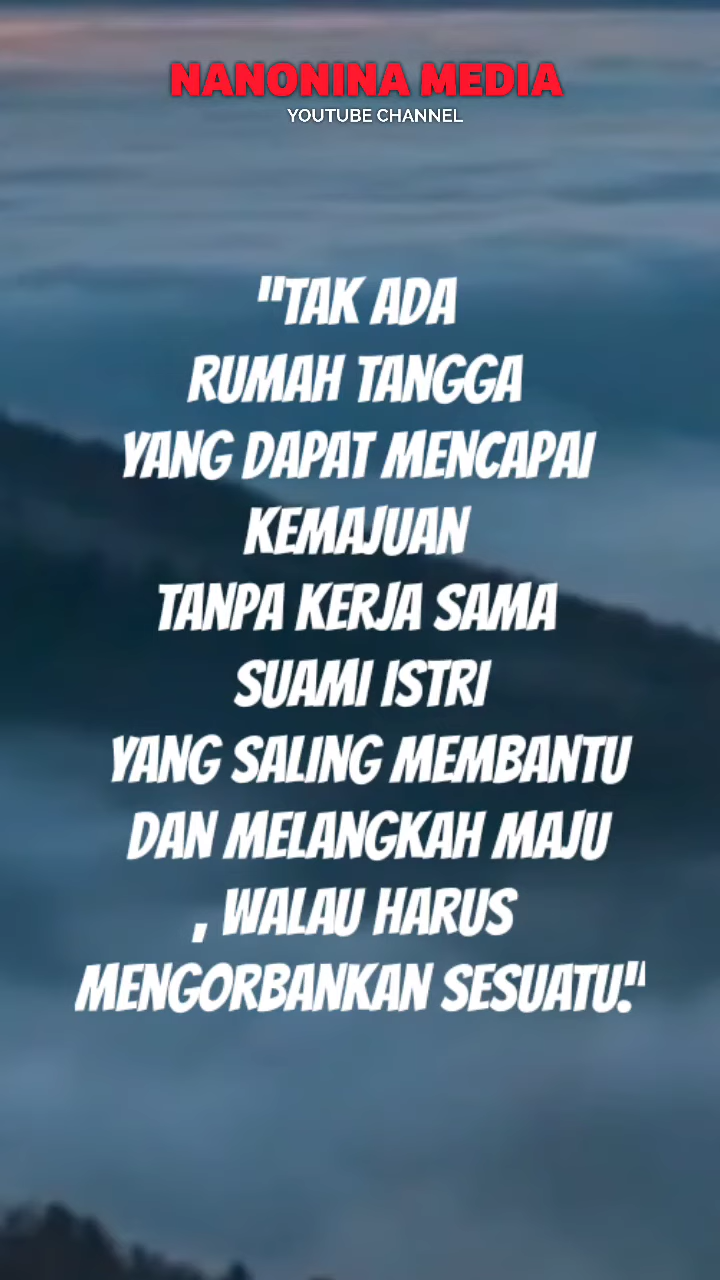 NANONINA MEDIA
YOUTUBE CHANNEL
"TAK ADA
RUMAH TANGGA
YANG DAPAT MENCAPAI
KEMAJUAN
TANPA KERJA SAMA
SUAMI ISTRI
YANG SALING MEMBANTU
DAN MELANGKAH MAJU
, WALAU HARUS
MENGORBANKAN SESUATU."